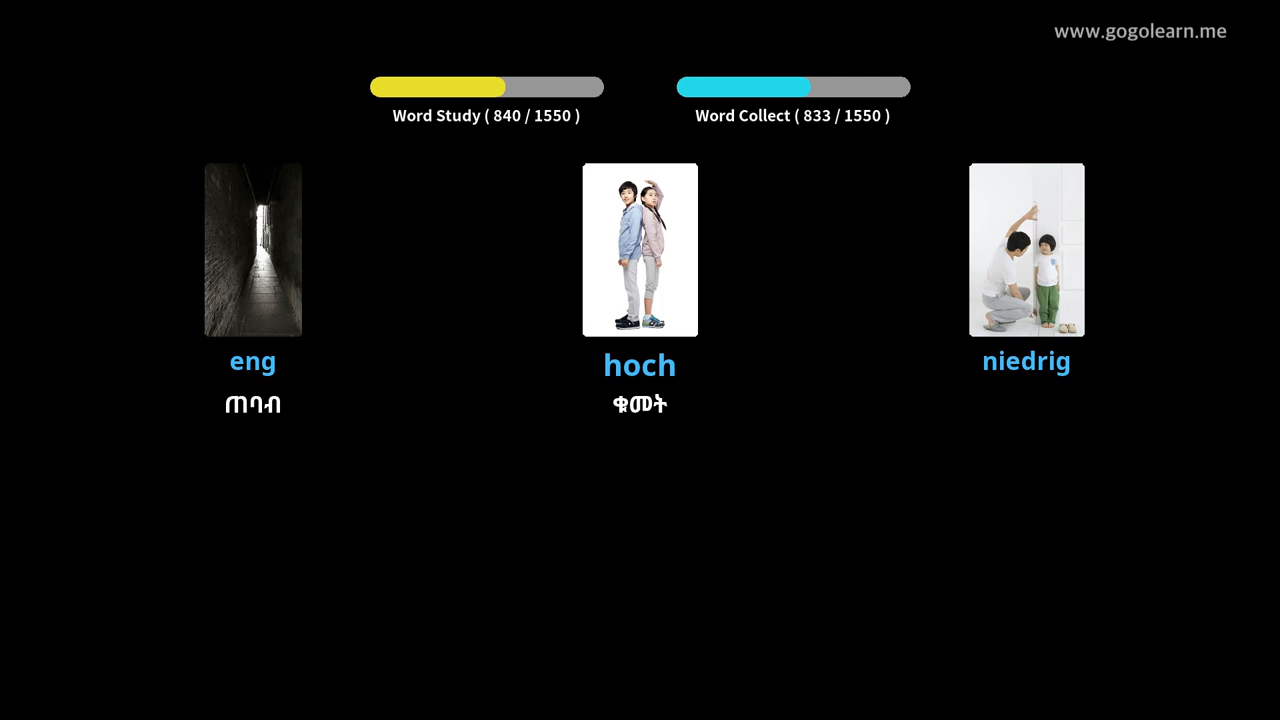 www.gogolearn.me
Word Study ( 840 / 1550 )
Word Collect ( 833 / 1550 )
eng
hoch
niedrig
ጠባብ
ቁመት